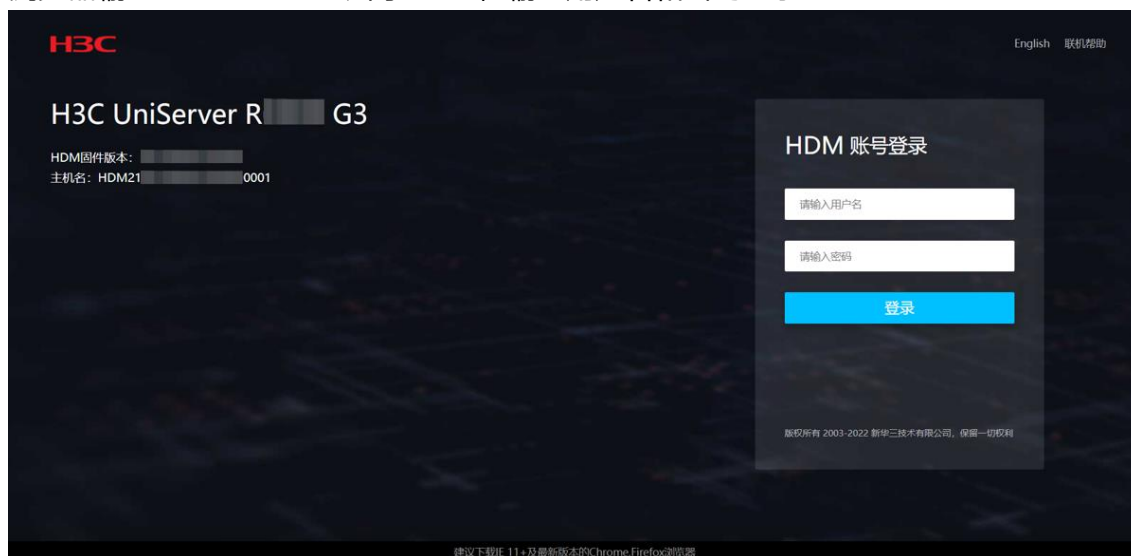 H3C
English 联机帮助
H3C UniServer R G3
HDM固件版本:
主机名: HDM21 0001
HDM 账号登录
请输入用户名
请输入密码
登录
版权所有 2003-2022 新华三技术有限公司，保留一切权利
建议下载IE 11+及最新版本的Chrome,Firefox浏览器